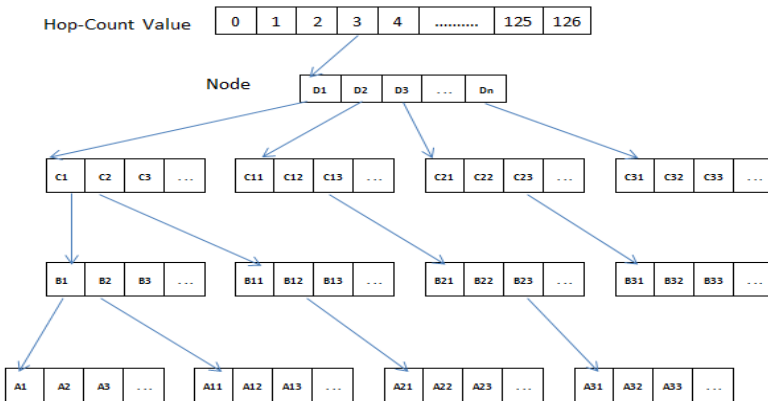 Hop-Count Value 0 1 2 3 4 .......... 125 126
Node D1 D2 D3 ... Dn
C1 C2 C3 ... C11 C12 C13 ... C21 C22 C23 ... C31 C32 C33 ...
B1 B2 B3 ... B11 B12 B13 ... B21 B22 B23 ... B31 B32 B33 ...
A1 A2 A3 ... A11 A12 A13 ... A21 A22 A23 ... A31 A32 A33 ...